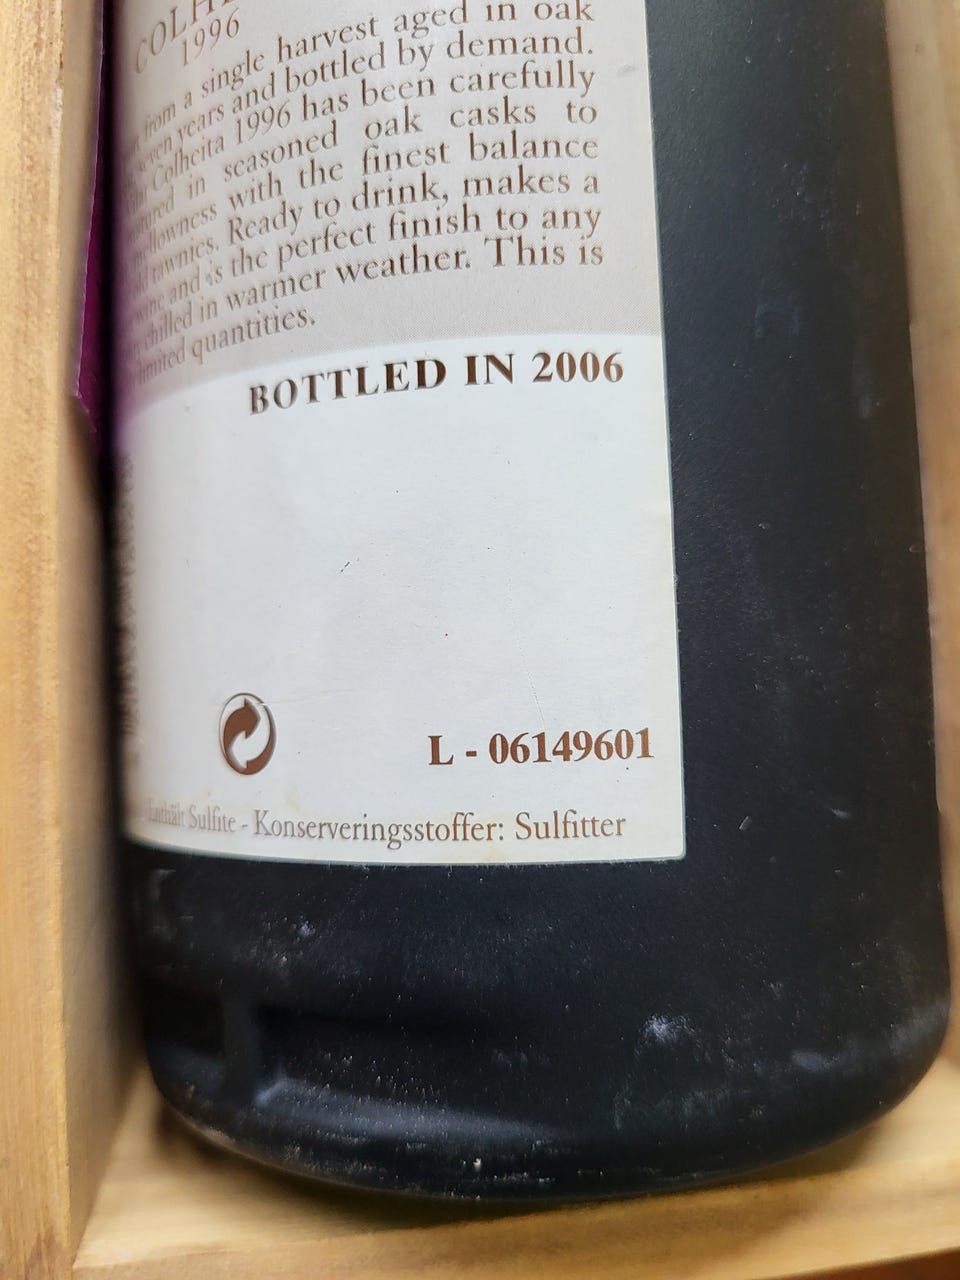 COLHE
1996
from a single harvest aged in oak
seven years and bottled by demand.
Colheita 1996 has been carefully
matured in seasoned oak casks to
mellowness with the finest balance
old tawnies. Ready to drink, makes a
wine and is the perfect finish to any
chilled in warmer weather. This is
limited quantities.
BOTTLED IN 2006
L - 06149601
Enthält Sulfite - Konserveringsstoffer: Sulfitter